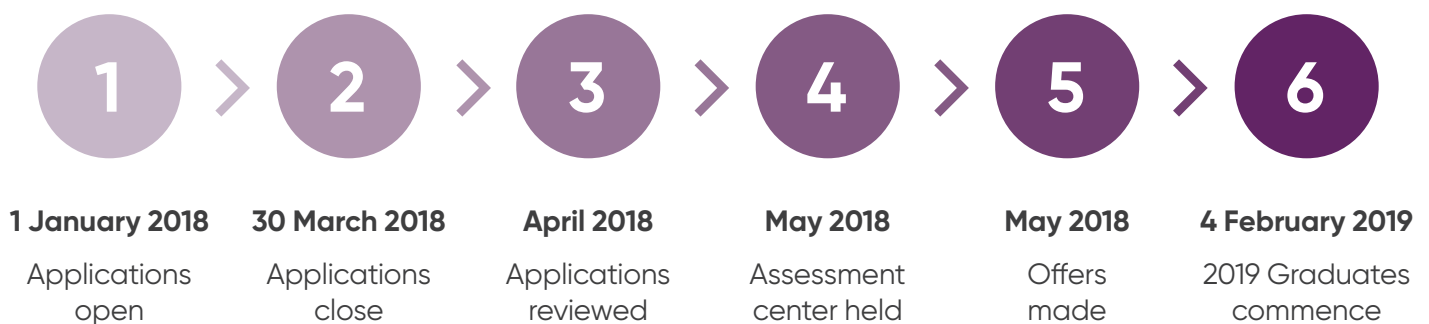 1
2
3
4
5
6
1 January 2018
30 March 2018
April 2018
May 2018
May 2018
4 February 2019
Applications
open
Applications
close
Applications
reviewed
Assessment
center held
Offers
made
2019 Graduates
commence